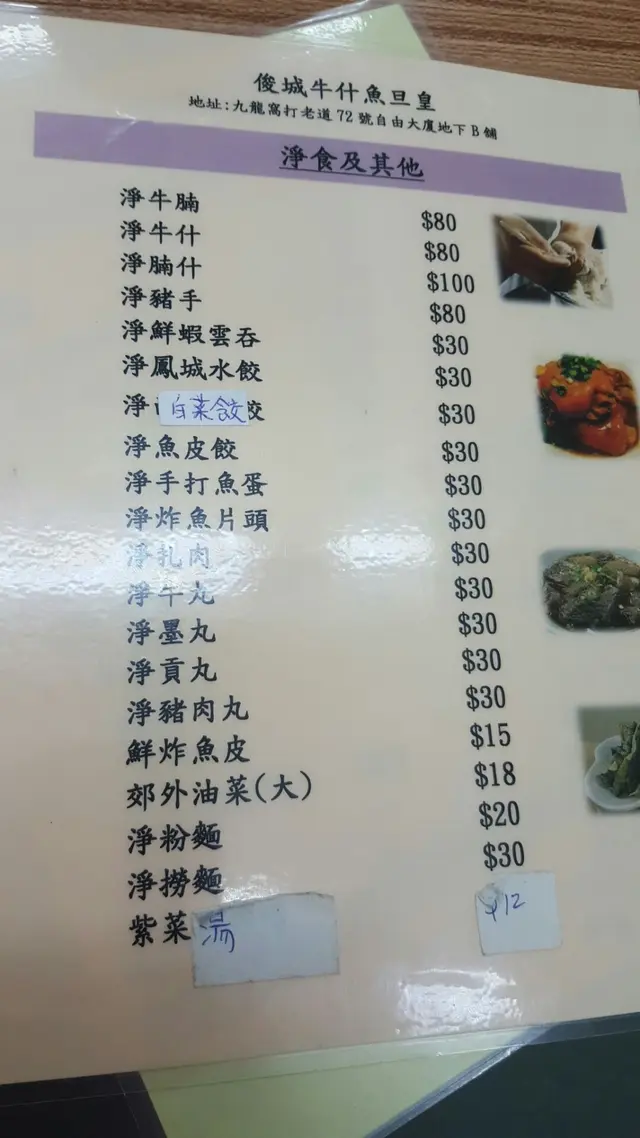 俊城牛什魚旦皇
地址:九龍窩打老道72號自由大廈地下B舖
淨食及其他
淨牛腩 $80
淨牛什 $80
淨腩什 $100
淨豬手 $80
淨鮮蝦雲吞 $30
淨鳳城水餃 $30
淨白菜餃 $30
淨魚皮餃 $30
淨手打魚蛋 $30
淨炸魚片頭 $30
淨扎肉 $30
淨牛丸 $30
淨墨丸 $30
淨貢丸 $30
淨豬肉丸 $30
鮮炸魚皮 $15
郊外油菜(大) $18
淨粉麵 $20
淨撈麵 $30
紫菜湯 $12